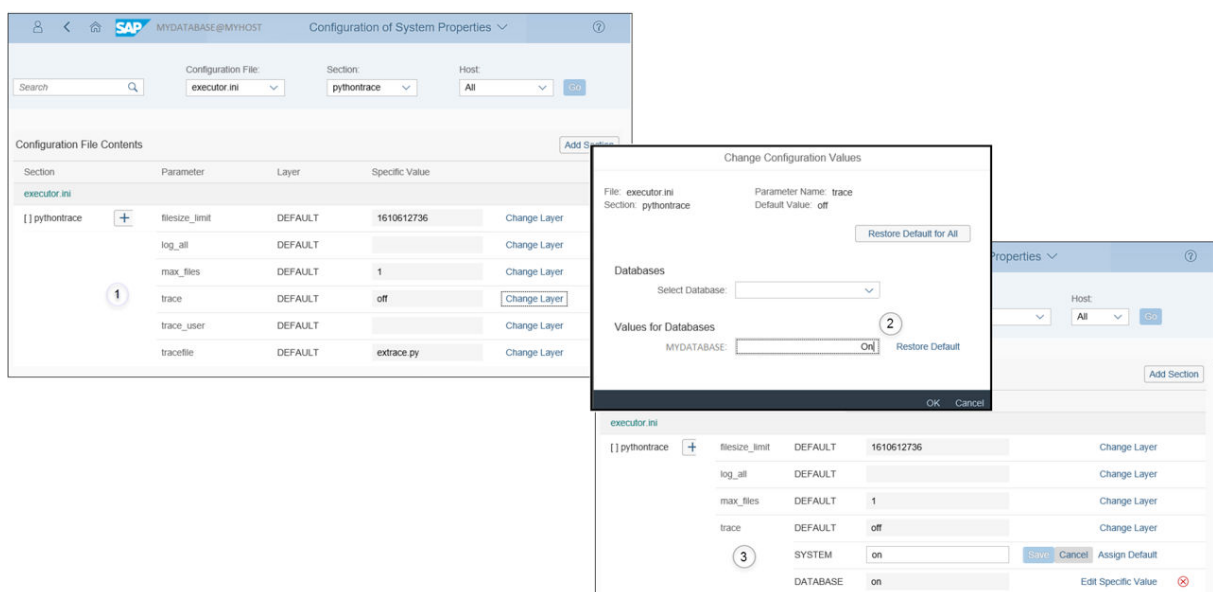 SAP MYDATABASE@MYHOST Configuration of System Properties
Configuration File: Section: Host:
Search executor.ini pythontrace All Go
Configuration File Contents Add
Section Parameter Layer Specific Value
executor.ini
[ ] pythontrace + filesize_limit DEFAULT 1610612736 Change Layer
log_all DEFAULT Change Layer
max_files DEFAULT 1 Change Layer
1 trace DEFAULT off Change Layer
trace_user DEFAULT Change Layer
tracefile DEFAULT extrace.py Change Layer
Change Configuration Values
File: executor.ini Parameter Name: trace
Section: pythontrace Default Value: off
Restore Default for All
Databases
Select Database:
2
Values for Databases
MYDATABASE: On Restore Default
OK Cancel
Properties
Host:
All Go
Add Section
executor.ini
[ ] pythontrace + filesize_limit DEFAULT 1610612736 Change Layer
log_all DEFAULT Change Layer
max_files DEFAULT 1 Change Layer
trace DEFAULT off Change Layer
3 SYSTEM on Save Cancel Assign Default
DATABASE on Edit Specific Value